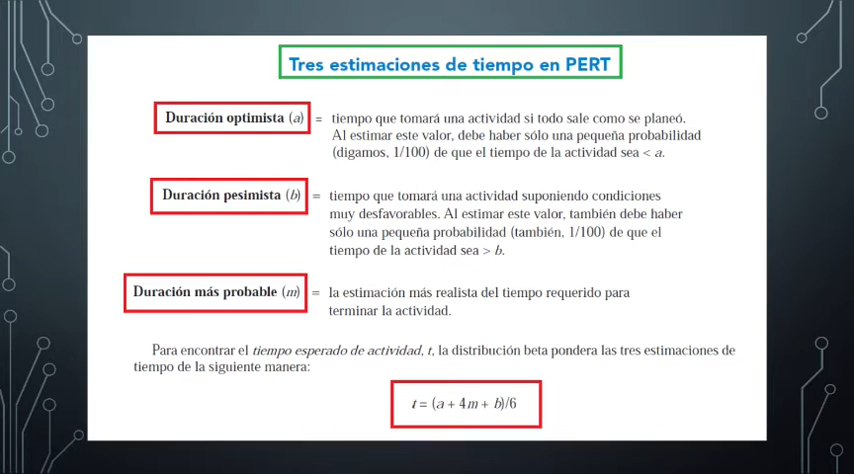 Tres estimaciones de tiempo en PERT
Duración optimista (a) = tiempo que tomará una actividad si todo sale como se planeó.
Al estimar este valor, debe haber sólo una pequeña probabilidad
(digamos, 1/100) de que el tiempo de la actividad sea < a.
Duración pesimista (b) = tiempo que tomará una actividad suponiendo condiciones
muy desfavorables. Al estimar este valor, también debe haber
sólo una pequeña probabilidad (también, 1/100) de que el
tiempo de la actividad sea > b.
Duración más probable (m) = la estimación más realista del tiempo requerido para
terminar la actividad.
Para encontrar el tiempo esperado de actividad, t, la distribución beta pondera las tres estimaciones de
tiempo de la siguiente manera:
t = (a + 4m + b)/6